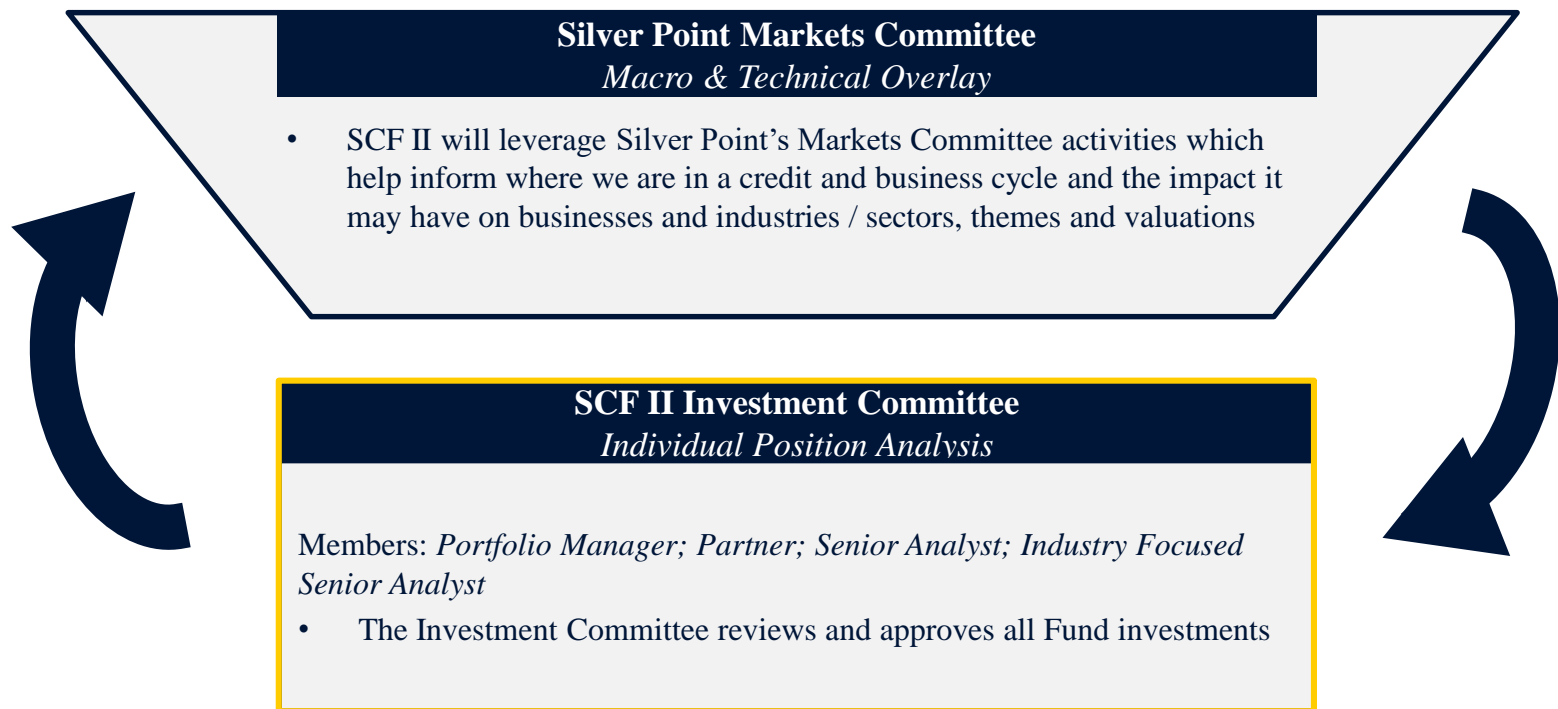 Silver Point Markets Committee
Macro & Technical Overlay
• SCF II will leverage Silver Point’s Markets Committee activities which
help inform where we are in a credit and business cycle and the impact it
may have on businesses and industries / sectors, themes and valuations
SCF II Investment Committee
Individual Position Analysis
Members: Portfolio Manager; Partner; Senior Analyst; Industry Focused
Senior Analyst
• The Investment Committee reviews and approves all Fund investments